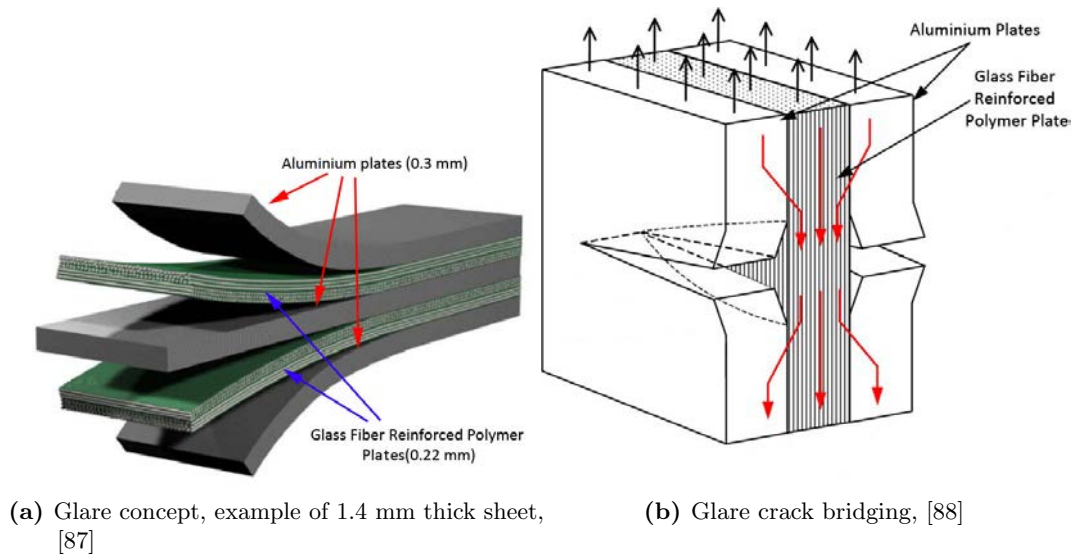 Aluminium plates (0.3 mm)
Glass Fiber Reinforced Polymer
Plates(0.22 mm)
Aluminium Plates
Glass Fiber
Reinforced
Polymer Plate
(a) Glare concept, example of 1.4 mm thick sheet,
[87]
(b) Glare crack bridging, [88]